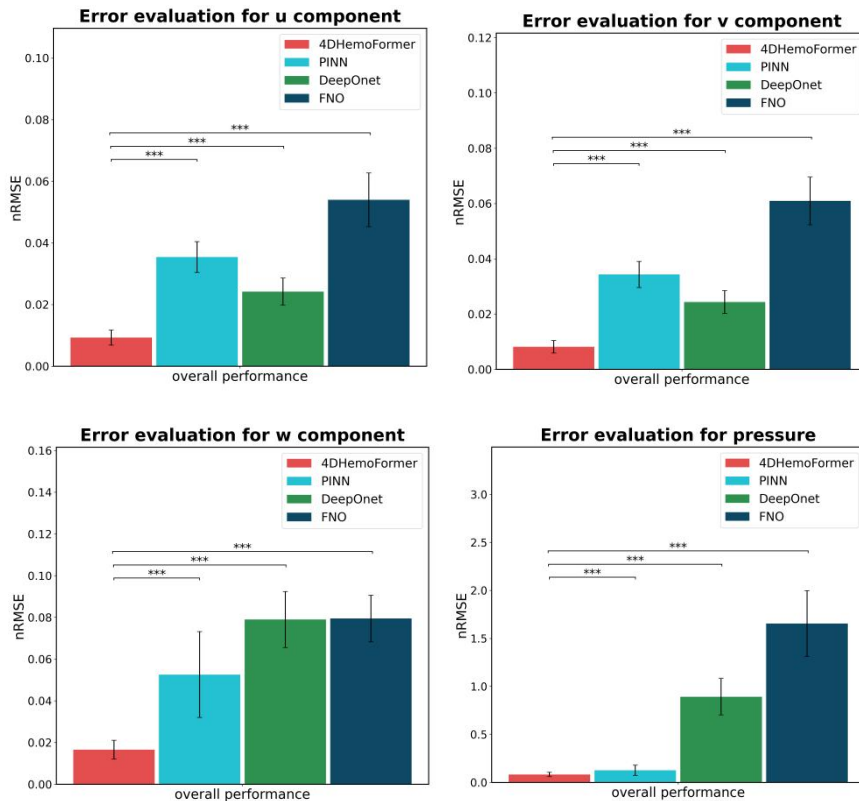 Error evaluation for u component
nRMSE
0.10
0.08
0.06
0.04
0.02
0.00
4DHemoFormer
PINN
DeepOnet
FNO
***
***
***
overall performance
Error evaluation for v component
nRMSE
0.12
0.10
0.08
0.06
0.04
0.02
0.00
4DHemoFormer
PINN
DeepOnet
FNO
***
***
***
overall performance
Error evaluation for w component
nRMSE
0.16
0.14
0.12
0.10
0.08
0.06
0.04
0.02
0.00
4DHemoFormer
PINN
DeepOnet
FNO
***
***
***
overall performance
Error evaluation for pressure
nRMSE
3.0
2.5
2.0
1.5
1.0
0.5
0.0
4DHemoFormer
PINN
DeepOnet
FNO
***
***
***
overall performance